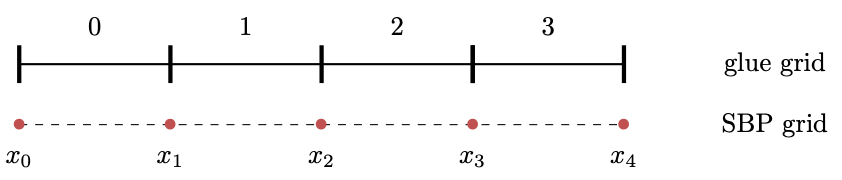 0 1 2 3
glue grid
SBP grid
x₀ x₁ x₂ x₃ x₄